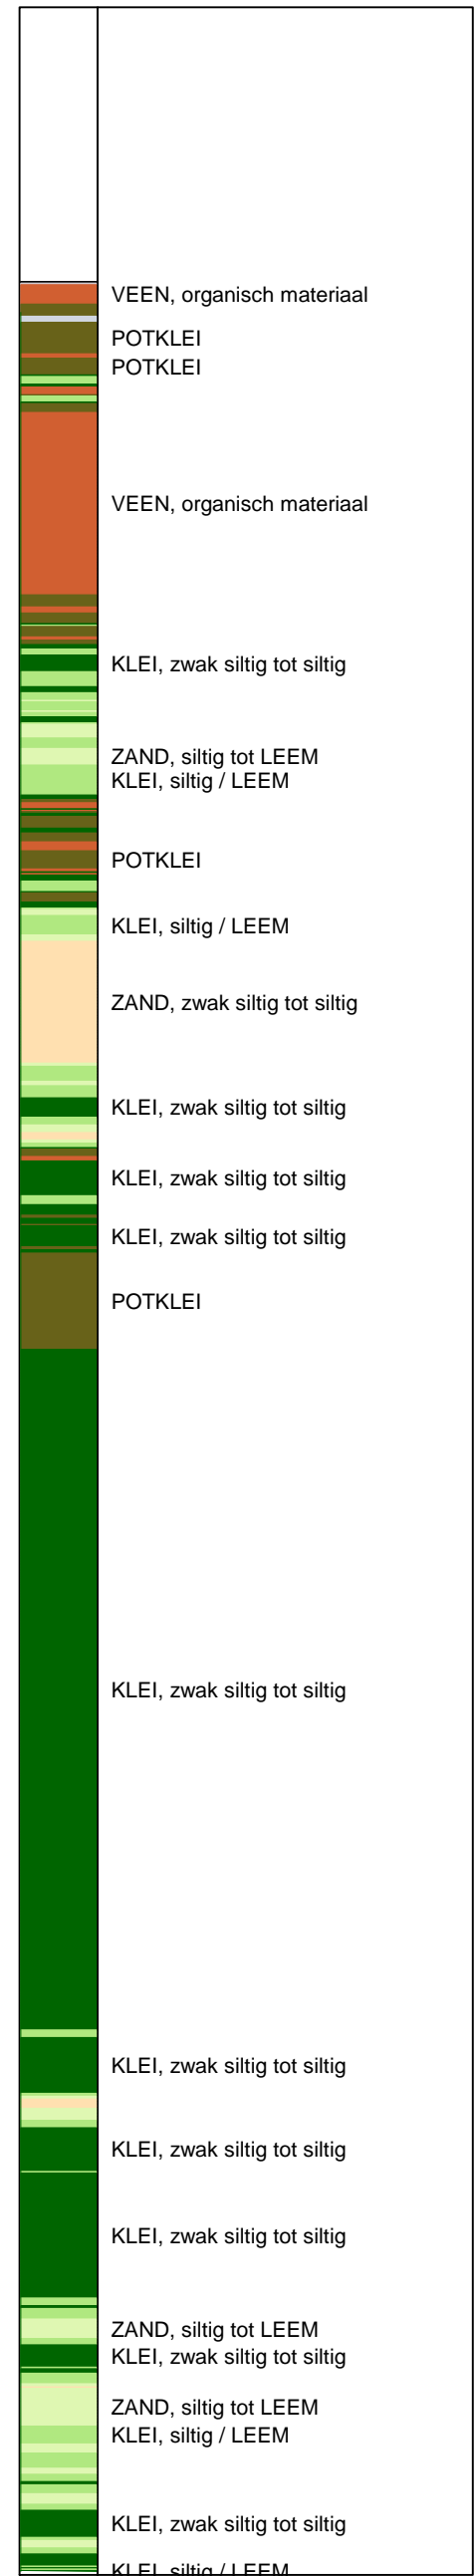 VEEN, organisch materiaal
POTKLEI
POTKLEI
VEEN, organisch materiaal
KLEI, zwak siltig tot siltig
ZAND, siltig tot LEEM
KLEI, siltig / LEEM
POTKLEI
KLEI, siltig / LEEM
ZAND, zwak siltig tot siltig
KLEI, zwak siltig tot siltig
KLEI, zwak siltig tot siltig
KLEI, zwak siltig tot siltig
POTKLEI
KLEI, zwak siltig tot siltig
KLEI, zwak siltig tot siltig
KLEI, zwak siltig tot siltig
KLEI, zwak siltig tot siltig
ZAND, siltig tot LEEM
KLEI, zwak siltig tot siltig
ZAND, siltig tot LEEM
KLEI, siltig / LEEM
KLEI, zwak siltig tot siltig
KLEI, siltig / LEEM